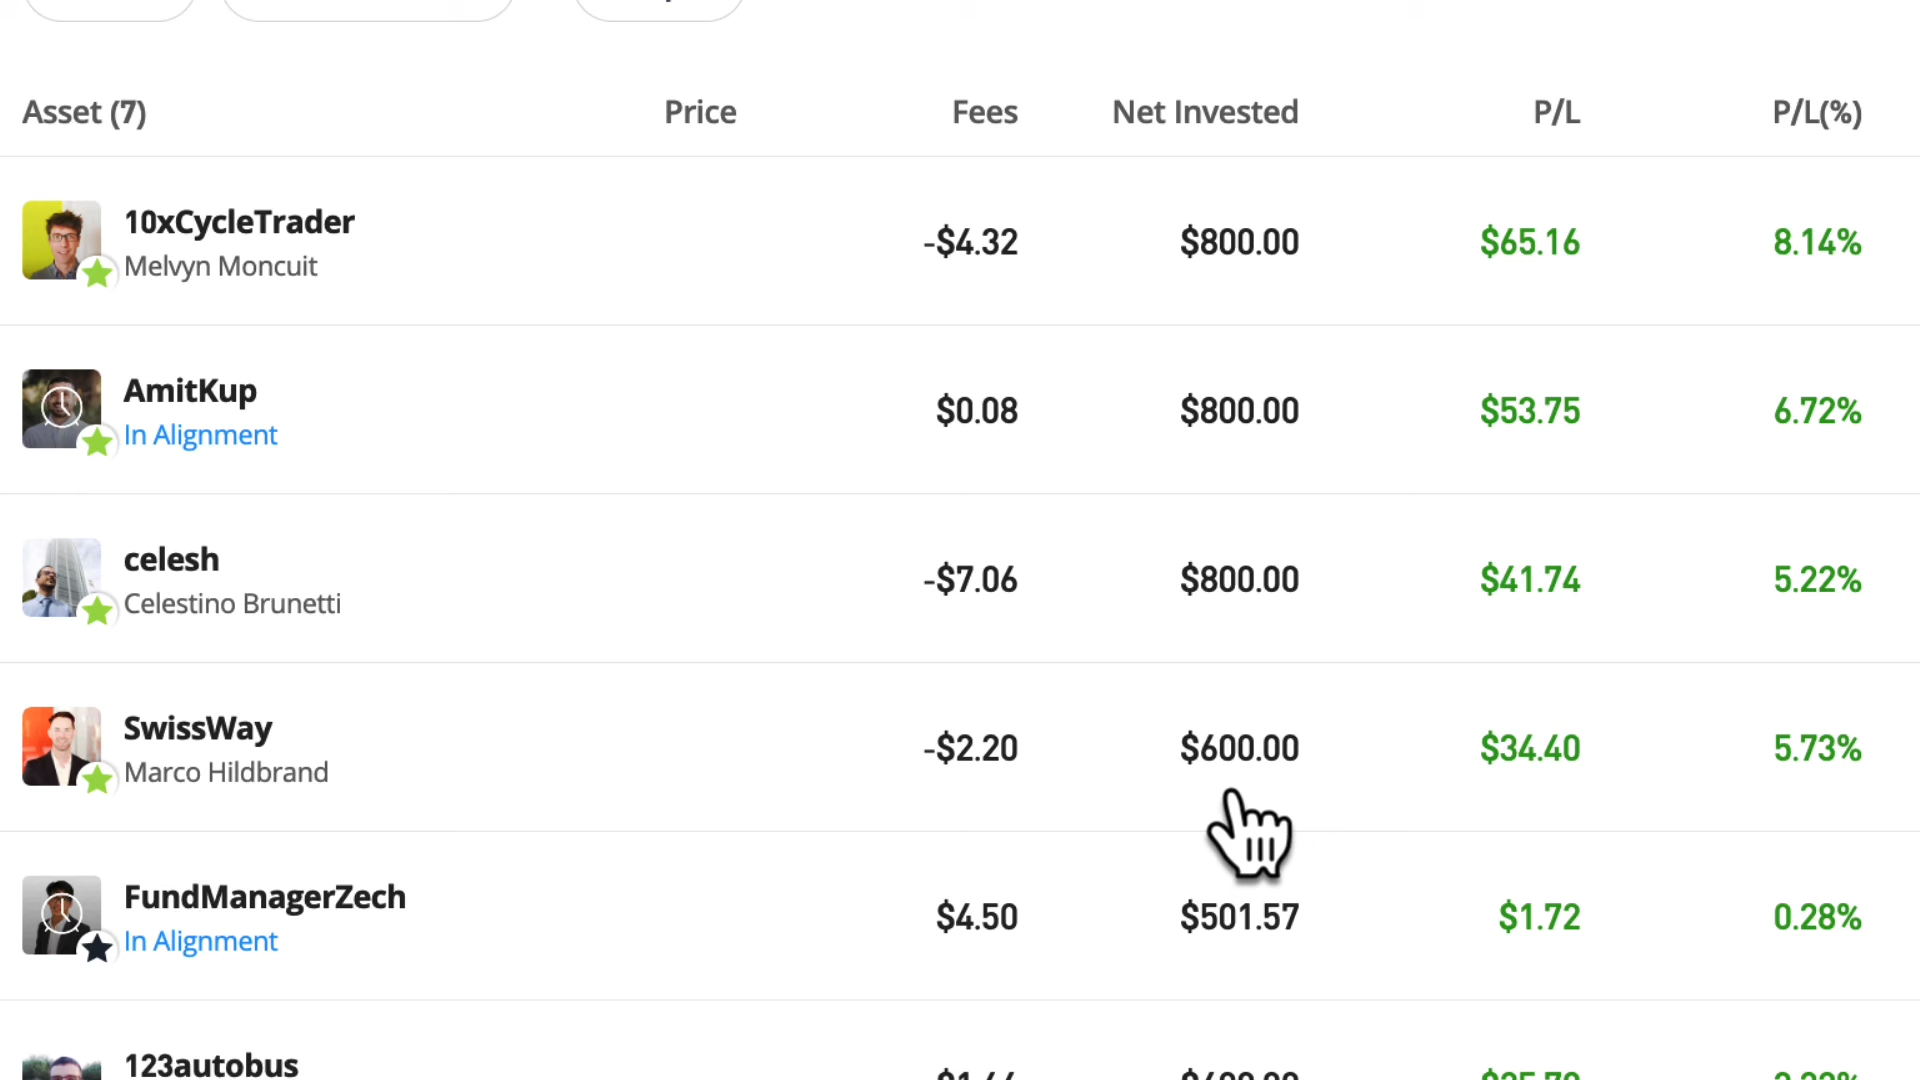 Asset (7) Price Fees Net Invested P/L P/L(%)
10xCycleTrader
Melvyn Moncuit
-$4.32 $800.00 $65.16 8.14%
AmitKup
In Alignment
$0.08 $800.00 $53.75 6.72%
celesh
Celestino Brunetti
-$7.06 $800.00 $41.74 5.22%
SwissWay
Marco Hildbrand
-$2.20 $600.00 $34.40 5.73%
FundManagerZech
In Alignment
$4.50 $501.57 $1.72 0.28%
123autobus